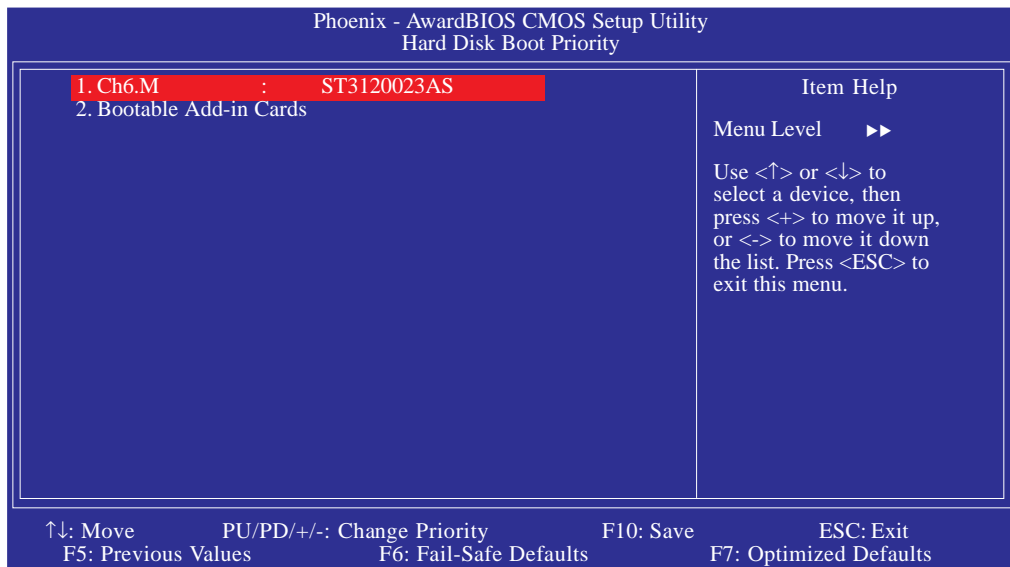 Phoenix - AwardBIOS CMOS Setup Utility
Hard Disk Boot Priority
1. Ch6.M : ST3120023AS
2. Bootable Add-in Cards
Item Help
Menu Level ▶▶
Use <↑> or <↓> to
select a device, then
press <+> to move it up,
or <-> to move it down
the list. Press <ESC> to
exit this menu.
↑↓: Move PU/PD/+/-: Change Priority F10: Save ESC: Exit
F5: Previous Values F6: Fail-Safe Defaults F7: Optimized Defaults